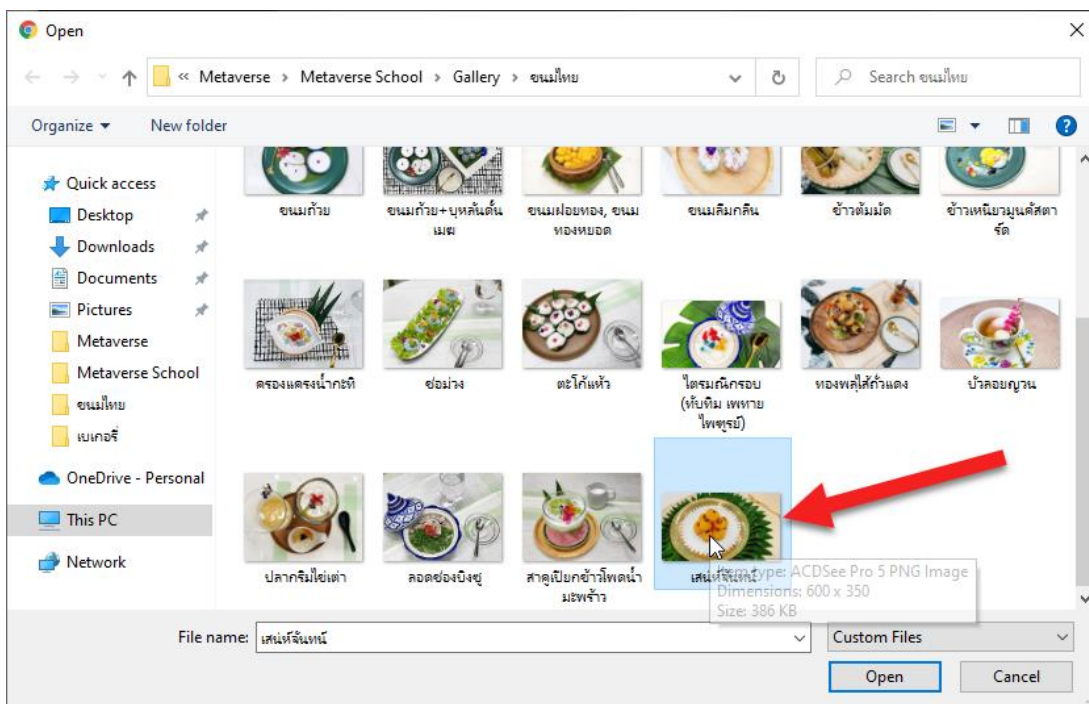 Open
« Metaverse › Metaverse School › Gallery › ขนมไทย
Search ขนมไทย
Organize
New folder
Quick access
Desktop
Downloads
Documents
Pictures
Metaverse
Metaverse School
ขนมไทย
เบเกอรี่
OneDrive - Personal
This PC
Network
ขนมถ้วย
ขนมถ้วย+บุหลันดั้น
เมฆ
ขนมฝอยทอง, ขนม
ทองหยอด
ขนมลืมกลืน
ข้าวต้มมัด
ข้าวเหนียวมูนคัสตา
ร์ด
ครองแครงน้ำกะทิ
ช่อม่วง
ตะโก้แห้ว
ไตรมณีกรอบ
(ทับทิม เพทาย
ไพฑูรย์)
ทองพลุไส้ถั่วแดง
บัวลอยญวน
ปลากริมไข่เต่า
ลอดช่องบิงซู
สาคูเปียกข้าวโพดน้ำ
มะพร้าว
เสน่ห์จันทน์
Item type: ACDSee Pro 5 PNG Image
Dimensions: 600 x 350
Size: 386 KB
File name:
เสน่ห์จันทน์
Custom Files
Open
Cancel